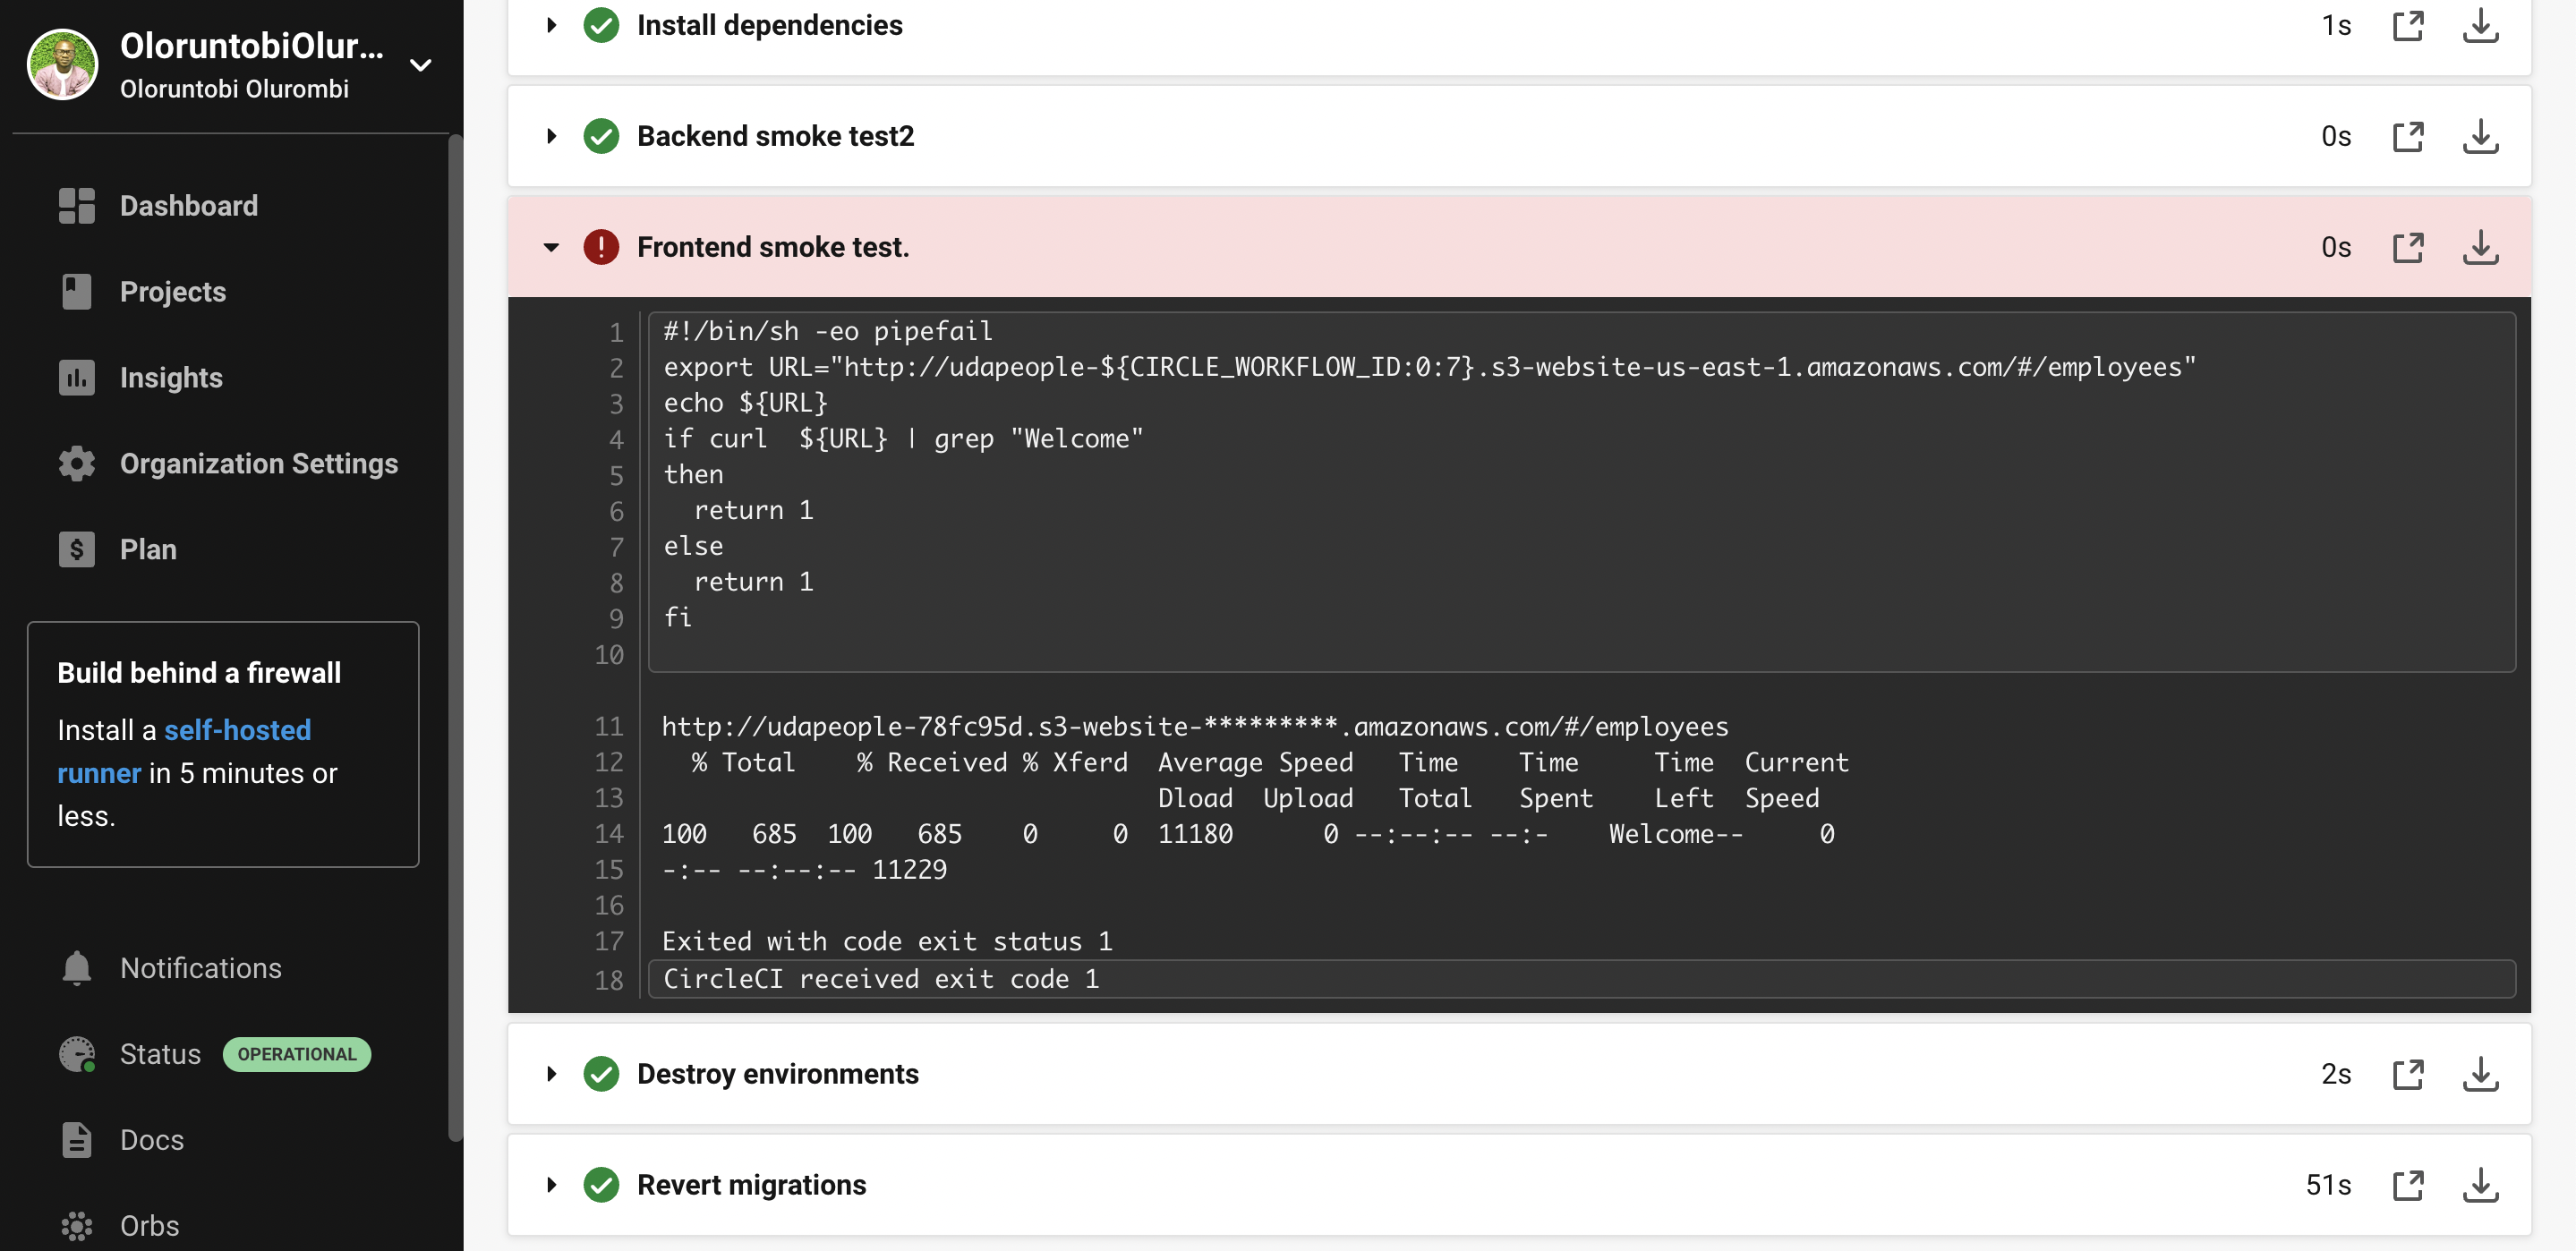 OloruntobiOlur...
Oloruntobi Olurombi
Dashboard
Projects
Insights
Organization Settings
$ Plan
Build behind a firewall
Install a self-hosted
runner in 5 minutes or
less.
Notifications
Status OPERATIONAL
Docs
Orbs
Install dependencies 1s
Backend smoke test2 0s
! Frontend smoke test. 0s
1 #!/bin/sh -eo pipefail
2 export URL="http://udapeople-${CIRCLE_WORKFLOW_ID:0:7}.s3-website-us-east-1.amazonaws.com/#/employees"
3 echo ${URL}
4 if curl  ${URL} | grep "Welcome"
5 then
6   return 1
7 else
8   return 1
9 fi
10
11 http://udapeople-78fc95d.s3-website-*********.amazonaws.com/#/employees
12   % Total    % Received % Xferd  Average Speed   Time    Time     Time  Current
13                                  Dload  Upload   Total   Spent    Left  Speed
14 100   685  100   685    0     0  11180      0 --:--:-- --:-    Welcome--     0
15 -:-- --:--:-- 11229
16
17 Exited with code exit status 1
18 CircleCI received exit code 1
Destroy environments 2s
Revert migrations 51s